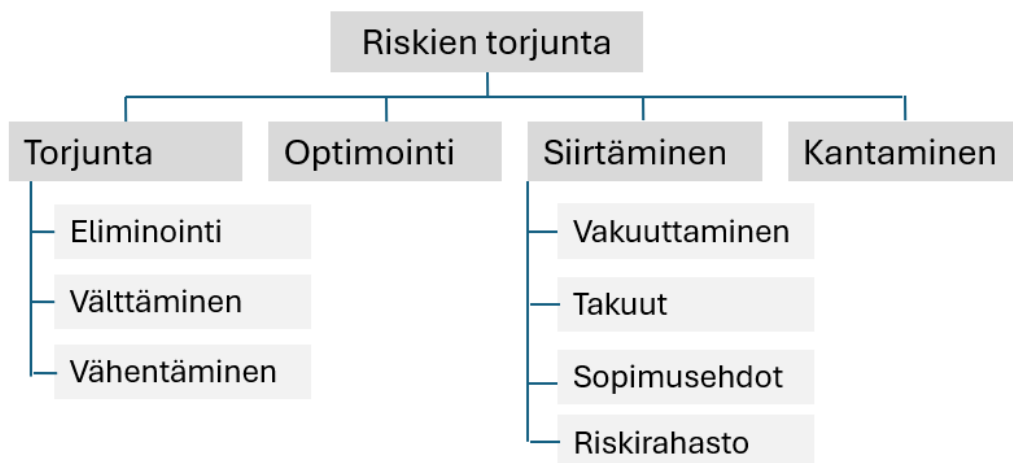 Riskien torjunta
Torjunta
Eliminointi
Välttäminen
Vähentäminen
Optimointi
Siirtäminen
Vakuuttaminen
Takuut
Sopimusehdot
Riskirahasto
Kantaminen